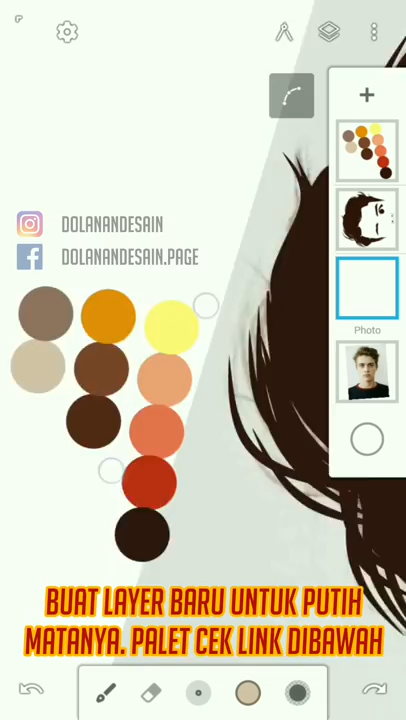 DOLANANDESAIN
DOLANANDESAIN.PAGE
Photo
BUAT LAYER BARU UNTUK PUTIH
MATANYA. PALET CEK LINK DIBAWAH